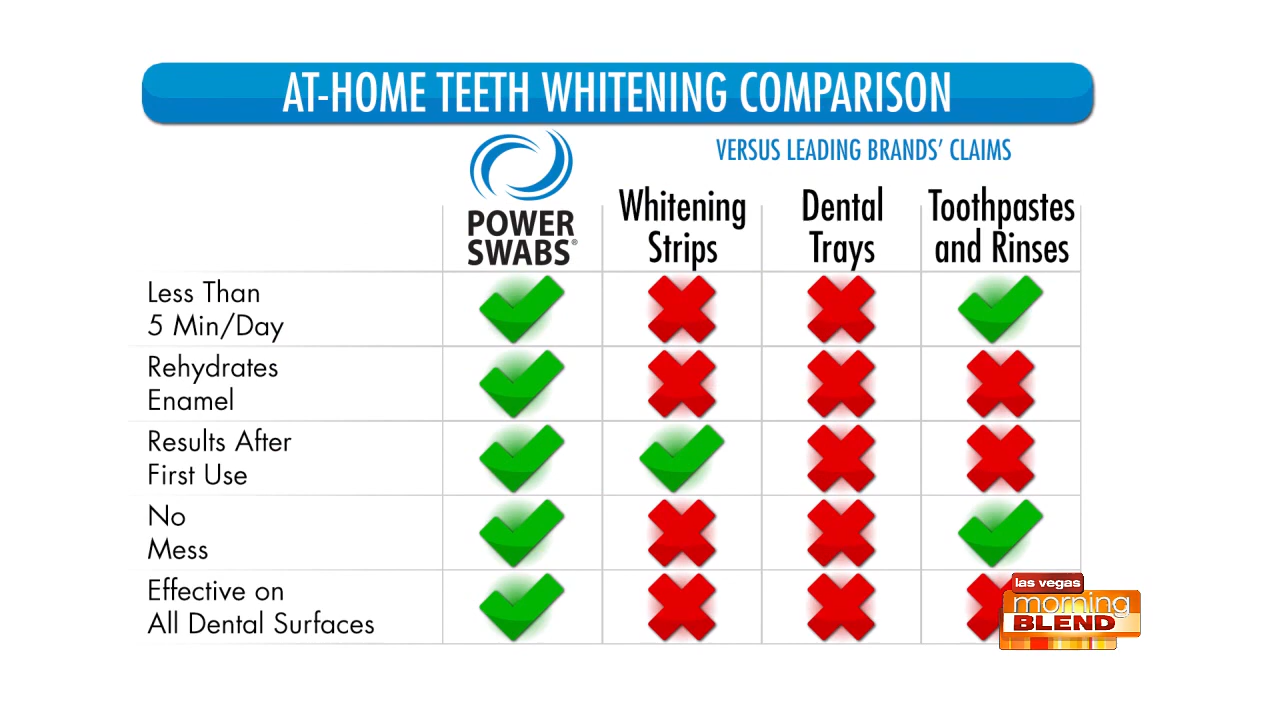 AT-HOME TEETH WHITENING COMPARISON
VERSUS LEADING BRANDS' CLAIMS
POWER
SWABS®
Whitening
Strips
Dental
Trays
Toothpastes
and Rinses
Less Than
5 Min/Day
Rehydrates
Enamel
Results After
First Use
No
Mess
Effective on
All Dental Surfaces
las vegas
morning
BLEND